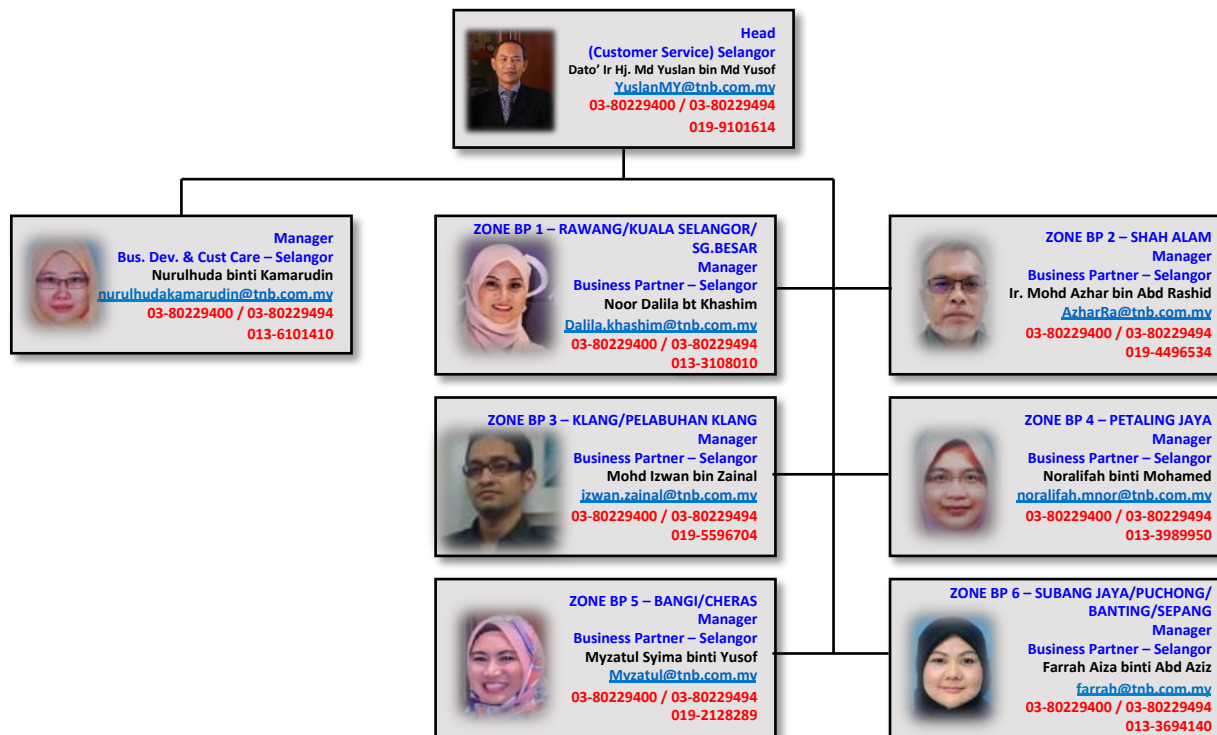 Head
(Customer Service) Selangor
Dato' Ir Hj. Md Yuslan bin Md Yusof
YuslanMY@tnb.com.my
03-80229400 / 03-80229494
019-9101614
Manager
Bus. Dev. & Cust Care – Selangor
Nurulhuda binti Kamarudin
nurulhudakamarudin@tnb.com.my
03-80229400 / 03-80229494
013-6101410
ZONE BP 1 – RAWANG/KUALA SELANGOR/
SG.BESAR
Manager
Business Partner – Selangor
Noor Dalila bt Khashim
Dalila.khashim@tnb.com.my
03-80229400 / 03-80229494
013-3108010
ZONE BP 2 – SHAH ALAM
Manager
Business Partner – Selangor
Ir. Mohd Azhar bin Abd Rashid
AzharRa@tnb.com.my
03-80229400 / 03-80229494
019-4496534
ZONE BP 3 – KLANG/PELABUHAN KLANG
Manager
Business Partner – Selangor
Mohd Izwan bin Zainal
izwan.zainal@tnb.com.my
03-80229400 / 03-80229494
019-5596704
ZONE BP 4 – PETALING JAYA
Manager
Business Partner – Selangor
Noralifah binti Mohamed
noralifah.mnor@tnb.com.my
03-80229400 / 03-80229494
013-3989950
ZONE BP 5 – BANGI/CHERAS
Manager
Business Partner – Selangor
Myzatul Syima binti Yusof
Myzatul@tnb.com.my
03-80229400 / 03-80229494
019-2128289
ZONE BP 6 – SUBANG JAYA/PUCHONG/
BANTING/SEPANG
Manager
Business Partner – Selangor
Farrah Aiza binti Abd Aziz
farrah@tnb.com.my
03-80229400 / 03-80229494
013-3694140